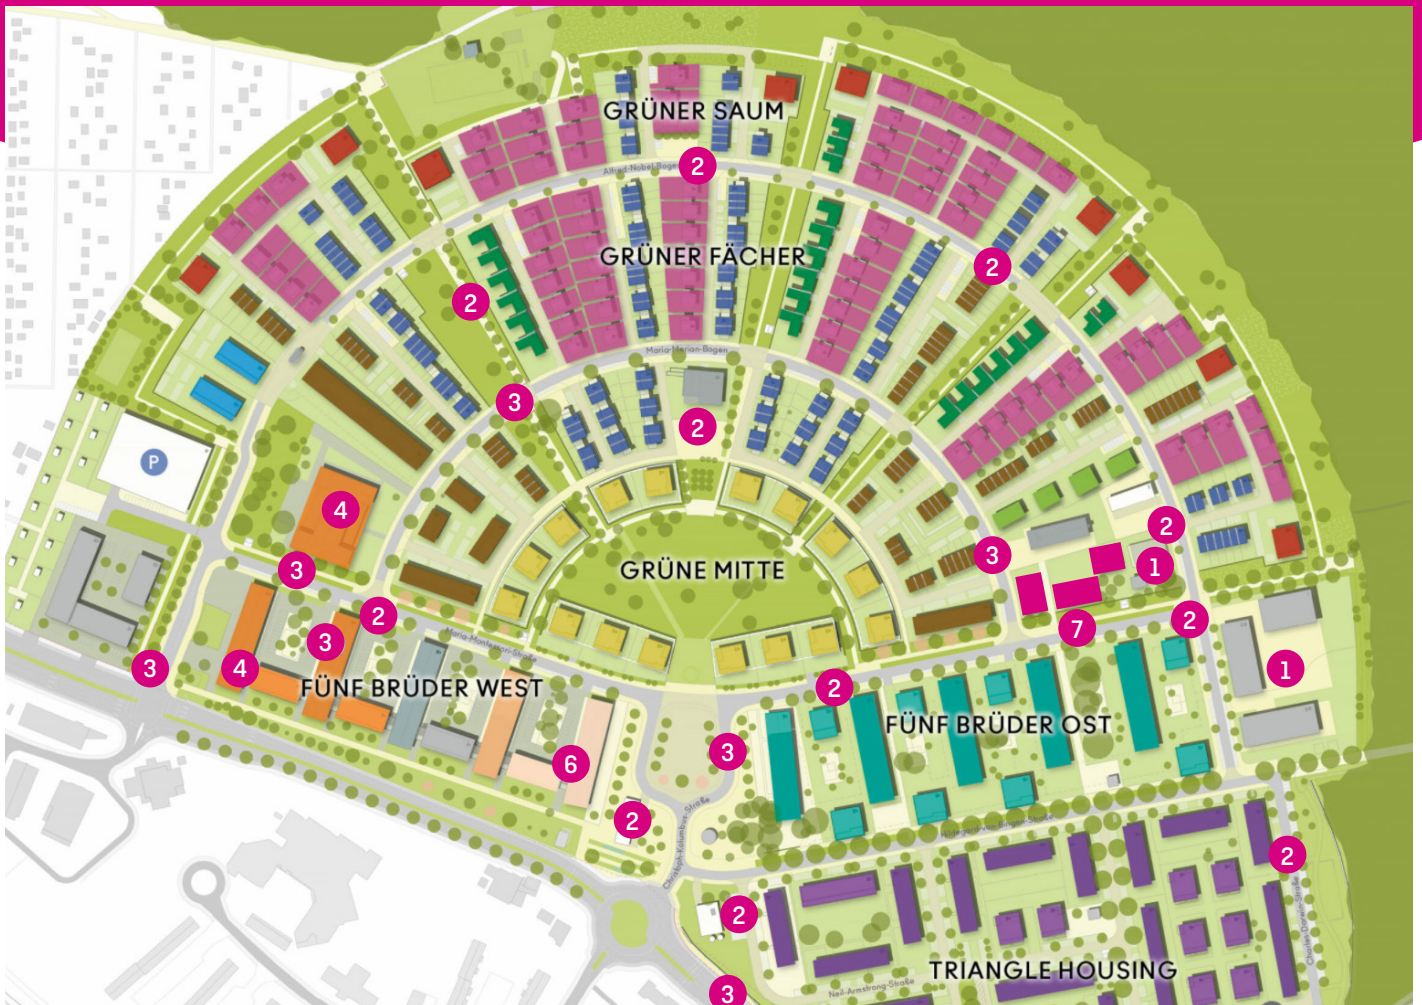 GRÜNER SAUM
Alfred-Nobel-Bogen
2
GRÜNER FÄCHER
2
2
Maria-Merian-Bogen
3
2
P
4
2
3
1
3
GRÜNE MITTE
2
3
7
2
Maria-Montessori-Straße
3
4
1
FÜNF BRÜDER WEST
2
FÜNF BRÜDER OST
3
6
2
Christoph-Kolumbus-Straße
2
2
TRIANGLE HOUSING
Neil-Armstrong-Straße
3